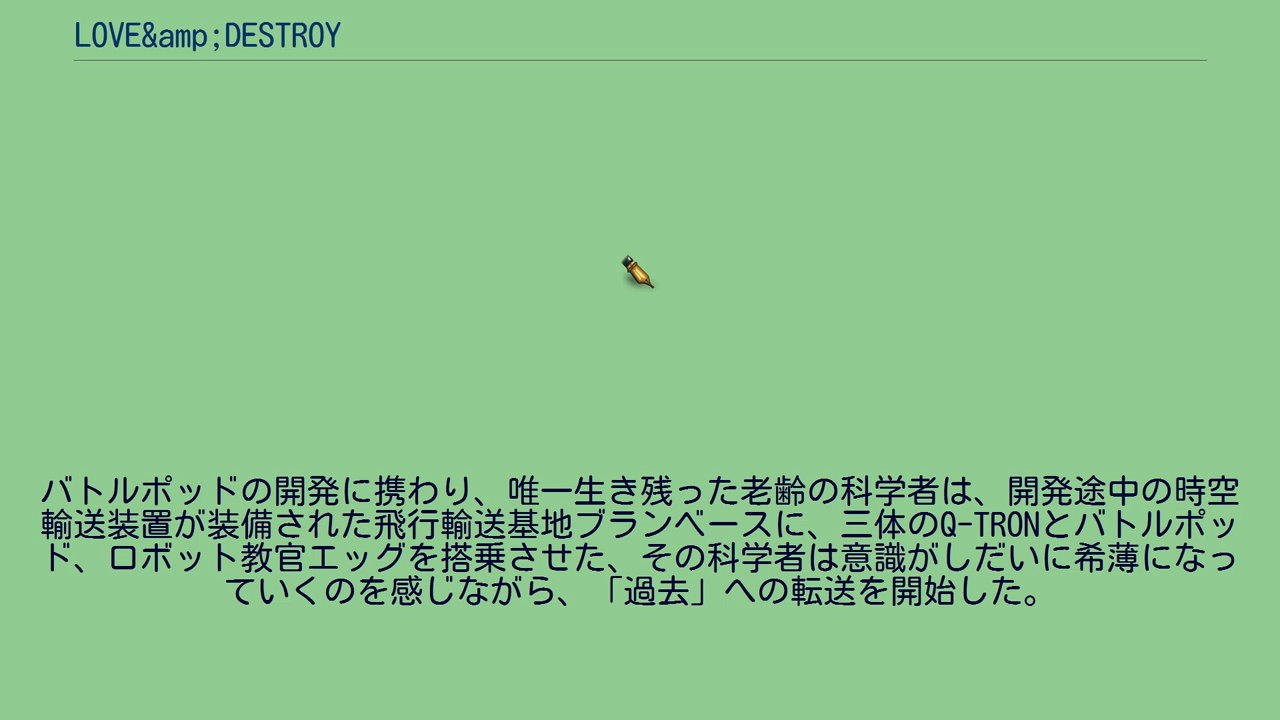 LOVE&amp;DESTROY
バトルポッドの開発に携わり、唯一生き残った老齢の科学者は、開発途中の時空
輸送装置が装備された飛行輸送基地ブランベースに、三体のQ-TRONとバトルポッ
ド、ロボット教官エッグを搭乗させた、その科学者は意識がしだいに希薄になっ
ていくのを感じながら、「過去」への転送を開始した。